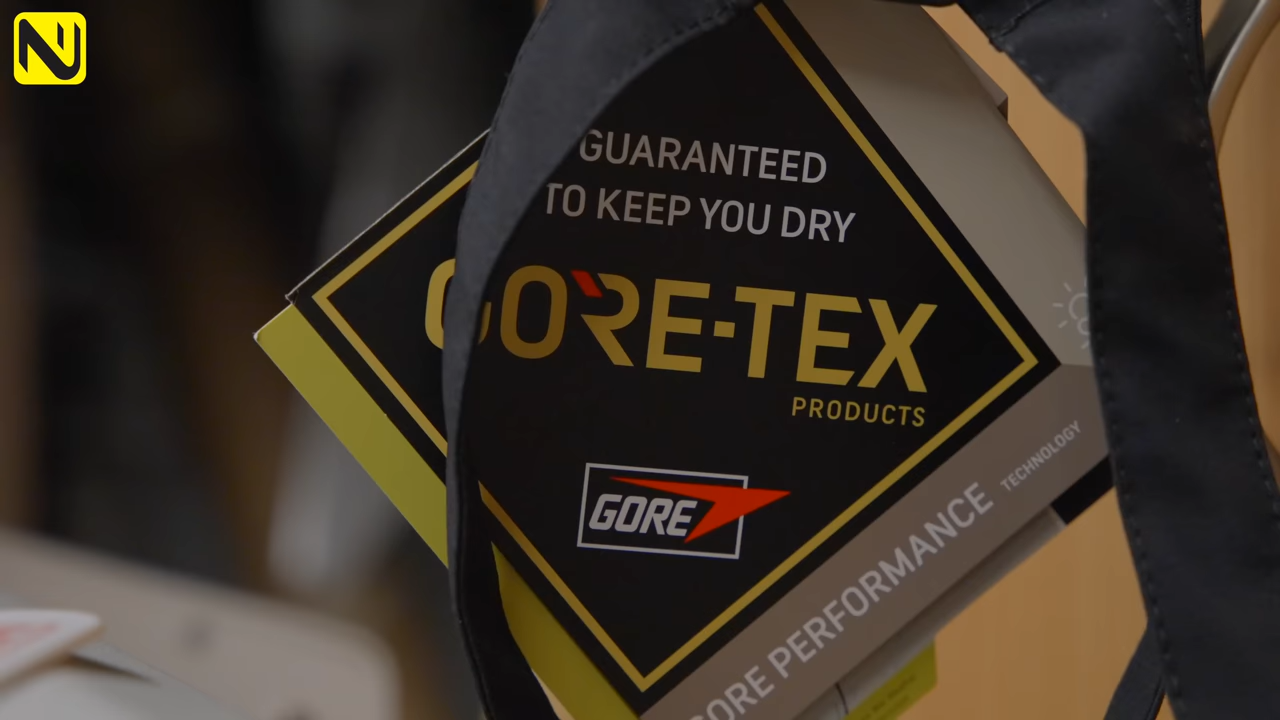 N
GUARANTEED
TO KEEP YOU DRY
GORE-TEX
PRODUCTS
GORE
GORE PERFORMANCE TECHNOLOGY